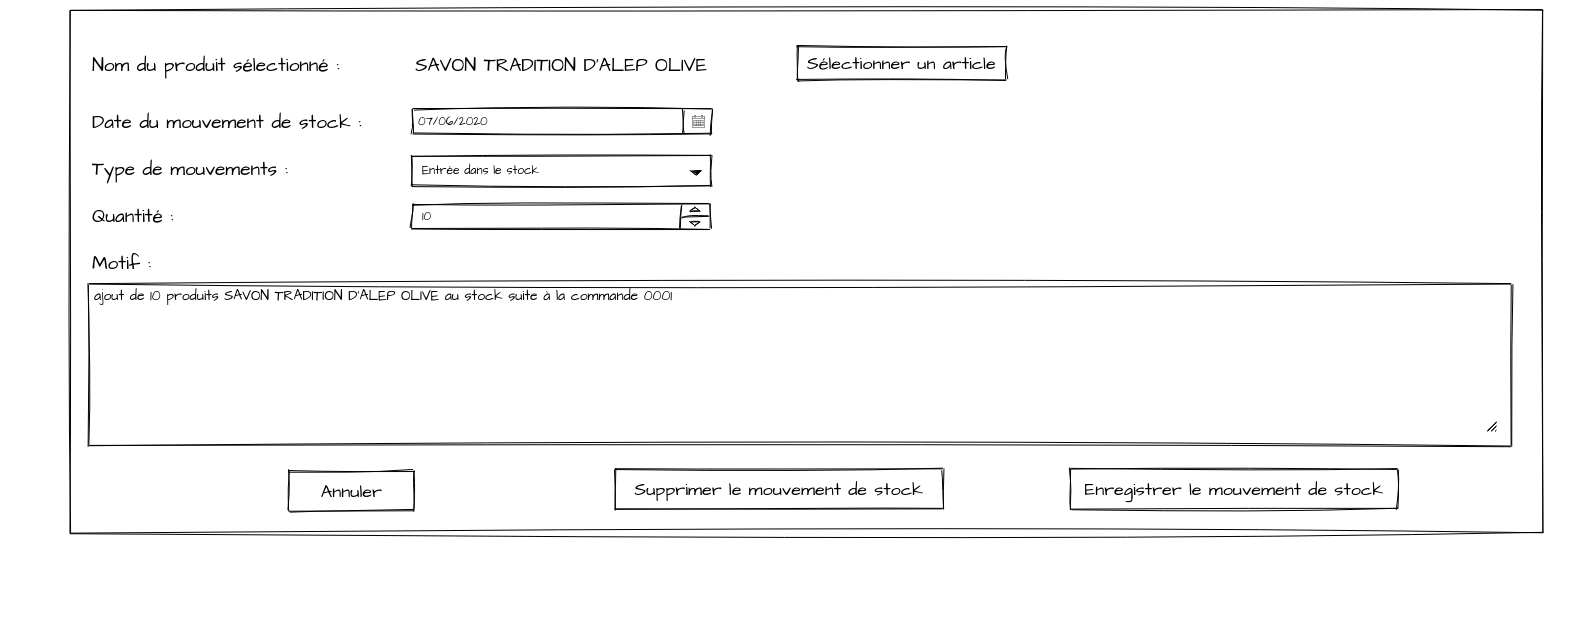 Nom du produit sélectionné : SAVON TRADITION D'ALEP OLIVE Sélectionner un article
Date du mouvement de stock : 07/06/2020
Type de mouvements : Entrée dans le stock
Quantité : 10
Motif :
ajout de 10 produits SAVON TRADITION D'ALEP OLIVE au stock suite à la commande 0001
Annuler Supprimer le mouvement de stock Enregistrer le mouvement de stock